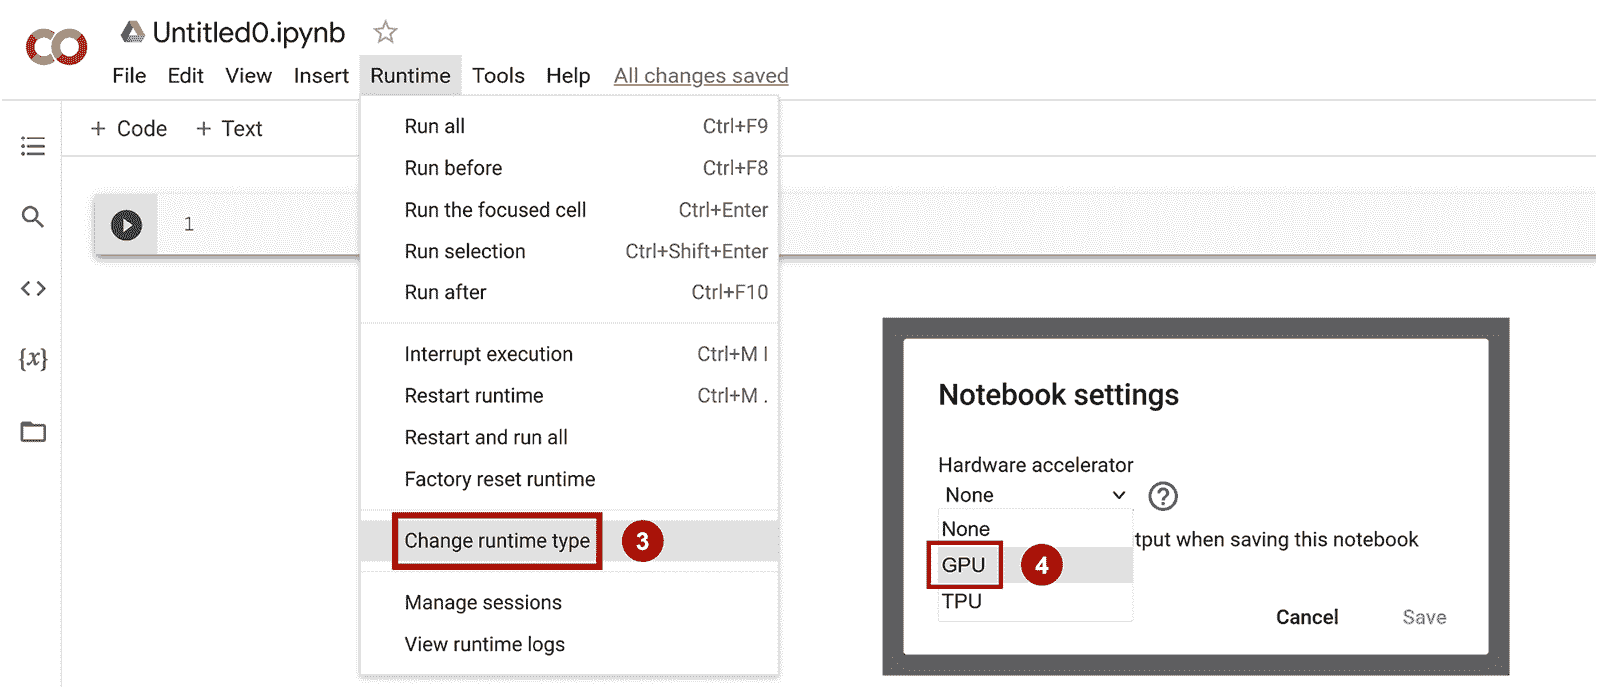 Untitled0.ipynb
File Edit View Insert Runtime Tools Help All changes saved
+ Code + Text
1
Run all Ctrl+F9
Run before Ctrl+F8
Run the focused cell Ctrl+Enter
Run selection Ctrl+Shift+Enter
Run after Ctrl+F10
Interrupt execution Ctrl+M I
Restart runtime Ctrl+M .
Restart and run all
Factory reset runtime
Change runtime type 3
Manage sessions
View runtime logs
Notebook settings
Hardware accelerator
None ?
None
tput when saving this notebook
GPU 4
TPU
Cancel Save
{x}